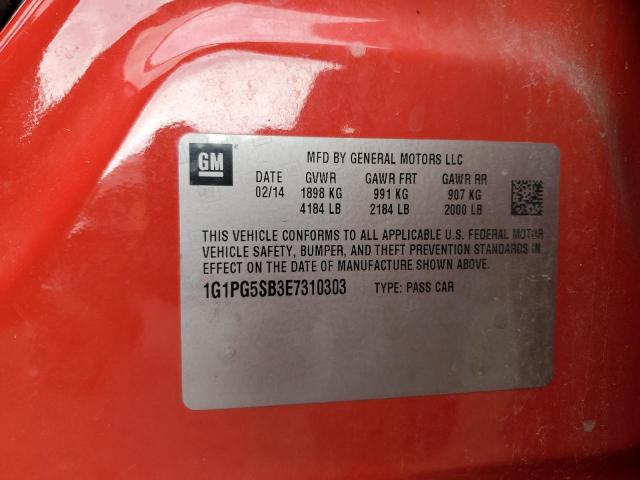 GM
MFD BY GENERAL MOTORS LLC
DATE GVWR GAWR FRT GAWR RR
02/14 1898 KG 991 KG 907 KG
4184 LB 2184 LB 2000 LB
THIS VEHICLE CONFORMS TO ALL APPLICABLE U.S. FEDERAL MOTOR
VEHICLE SAFETY, BUMPER, AND THEFT PREVENTION STANDARDS IN
EFFECT ON THE DATE OF MANUFACTURE SHOWN ABOVE.
1G1PG5SB3E7310303 TYPE: PASS CAR